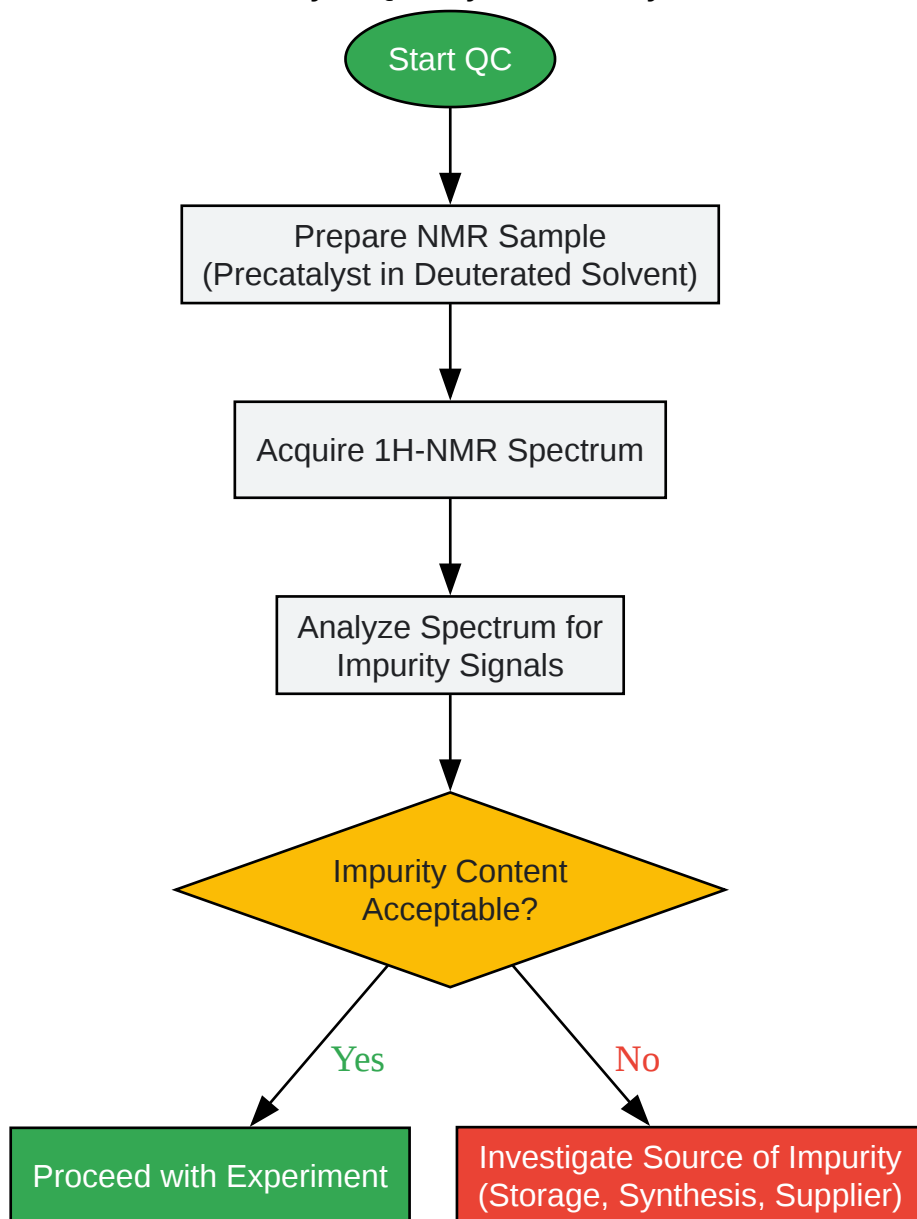 Start QC
Prepare NMR Sample
(Precatalyst in Deuterated Solvent)
Acquire 1H-NMR Spectrum
Analyze Spectrum for
Impurity Signals
Impurity Content
Acceptable?
Yes
No
Proceed with Experiment
Investigate Source of Impurity
(Storage, Synthesis, Supplier)